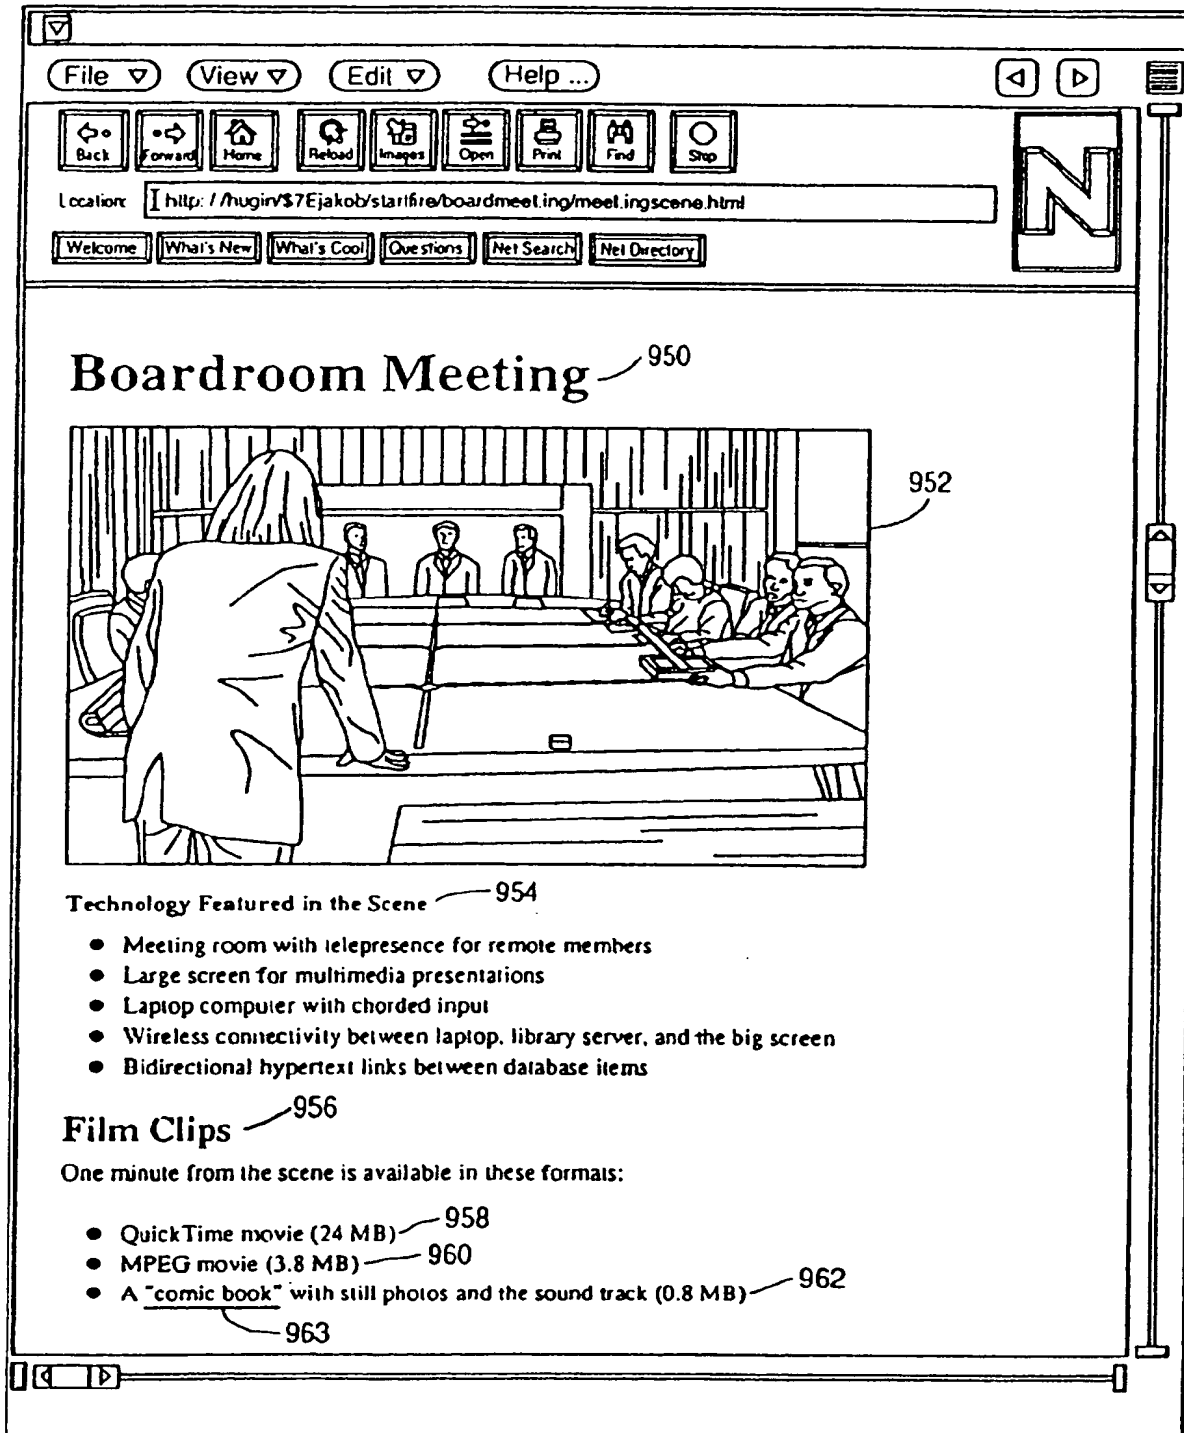 File View Edit Help ...
Back Forward Home Reload Images Open Print Find Stop
N
Location: http://hugin/$7Ejakob/starfire/boardmeet.ing/meet.ingscene.html
Welcome What's New What's Cool Questions Net Search Net Directory
Boardroom Meeting 950
952
Technology Featured in the Scene 954
● Meeting room with telepresence for remote members
● Large screen for multimedia presentations
● Laptop computer with chorded input
● Wireless connectivity between laptop, library server, and the big screen
● Bidirectional hypertext links between database items
Film Clips 956
One minute from the scene is available in these formats:
● QuickTime movie (24 MB) 958
● MPEG movie (3.8 MB) 960
● A "comic book" with still photos and the sound track (0.8 MB) 962
963